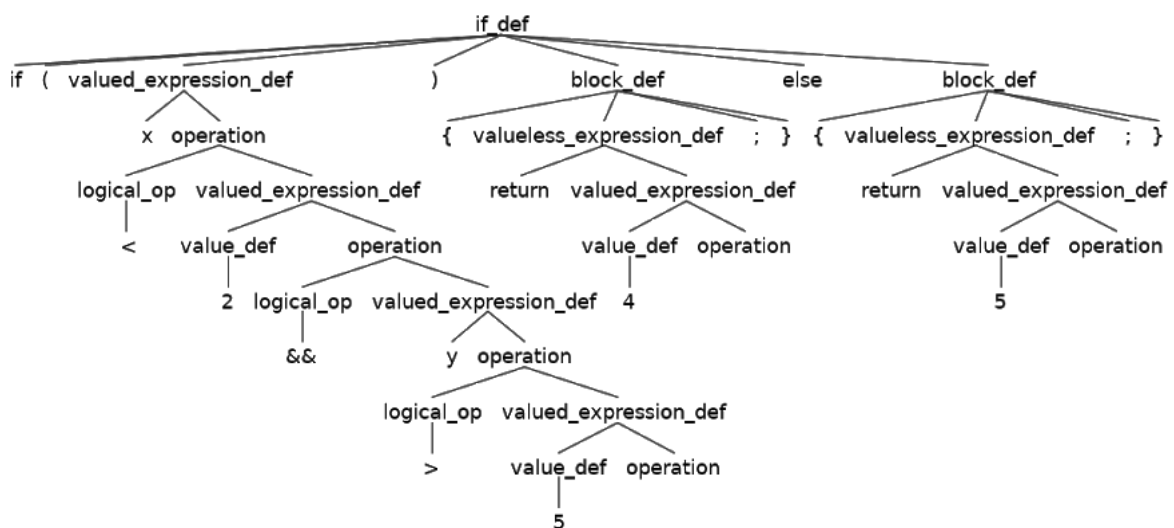 if_def
if ( valued_expression_def ) block_def else block_def
x operation { valueless_expression_def ; } { valueless_expression_def ; }
logical_op valued_expression_def return valued_expression_def return valued_expression_def
< value_def operation value_def operation value_def operation
2 logical_op valued_expression_def 4 5
&& y operation
logical_op valued_expression_def
> value_def operation
5